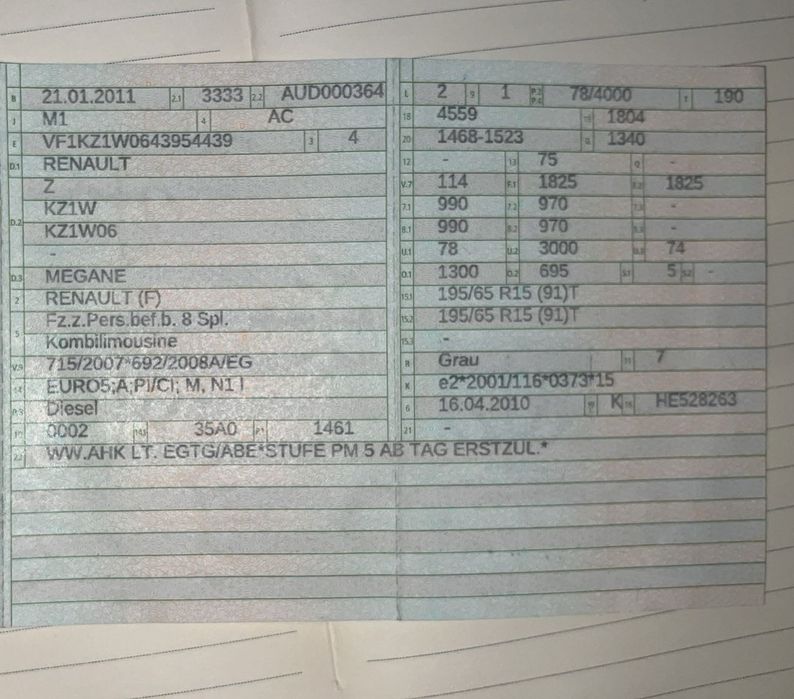 B 21.01.2011 2.1 3333 2.2 AUD000364
J M1 4 AC
E VF1KZ1W0643954439 3 4
D.1 RENAULT
Z
D.2 KZ1W
KZ1W06
-
D.3 MEGANE
2 RENAULT (F)
5 Fz.z.Pers.bef.b. 8 Spl.
Kombilimousine
V.9 715/2007*692/2008A/EG
14 EURO5;A;PI/CI; M, N1 I
P.3 Diesel
10 0002 14.1 35A0 P.1 1461
22 WW.AHK LT. EGTG/ABE*STUFE PM 5 AB TAG ERSTZUL.*
L 2 9 1 P.2 P.4 78/4000 T 190
18 4559 19 1804
20 1468-1523 G 1340
12 - 13 75 Q -
V.7 114 F.1 1825 F.2 1825
7.1 990 7.2 970 7.3 -
8.1 990 8.2 970 8.3 -
U.1 78 U.2 3000 U.3 74
O.1 1300 O.2 695 S.1 5 S.2 -
15.1 195/65 R15 (91)T
15.2 195/65 R15 (91)T
15.3 -
R Grau 11 7
K e2*2001/116*0373*15
6 16.04.2010 17 K 16 HE528263
21 -